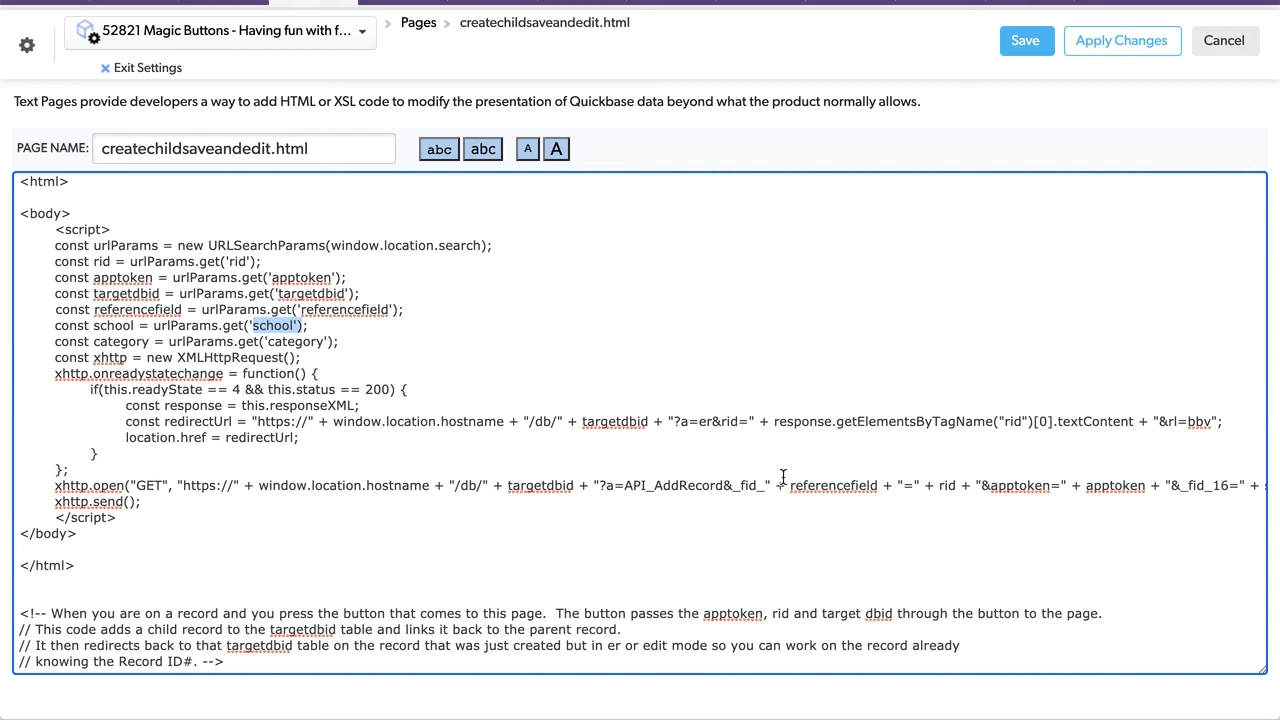 52821 Magic Buttons - Having fun with f...
Pages
createchildsaveandedit.html
Save
Apply Changes
Cancel
Exit Settings
Text Pages provide developers a way to add HTML or XSL code to modify the presentation of Quickbase data beyond what the product normally allows.
PAGE NAME: createchildsaveandedit.html abc abc A A
<html>
<body>
<script>
const urlParams = new URLSearchParams(window.location.search);
const rid = urlParams.get('rid');
const apptoken = urlParams.get('apptoken');
const targetdbid = urlParams.get('targetdbid');
const referencefield = urlParams.get('referencefield');
const school = urlParams.get('school');
const category = urlParams.get('category');
const xhttp = new XMLHttpRequest();
xhttp.onreadystatechange = function() {
if(this.readyState == 4 && this.status == 200) {
const response = this.responseXML;
const redirectUrl = "https://" + window.location.hostname + "/db/" + targetdbid + "?a=er&rid=" + response.getElementsByTagName("rid")[0].textContent + "&rl=bbv";
location.href = redirectUrl;
}
};
xhttp.open("GET", "https://" + window.location.hostname + "/db/" + targetdbid + "?a=API_AddRecord&_fid_" + referencefield + "=" + rid + "&apptoken=" + apptoken + "&_fid_16=" +
xhttp.send();
</script>
</body>
</html>
<!-- When you are on a record and you press the button that comes to this page.  The button passes the apptoken, rid and target dbid through the button to the page.
// This code adds a child record to the targetdbid table and links it back to the parent record.
// It then redirects back to that targetdbid table on the record that was just created but in er or edit mode so you can work on the record already
// knowing the Record ID#. -->